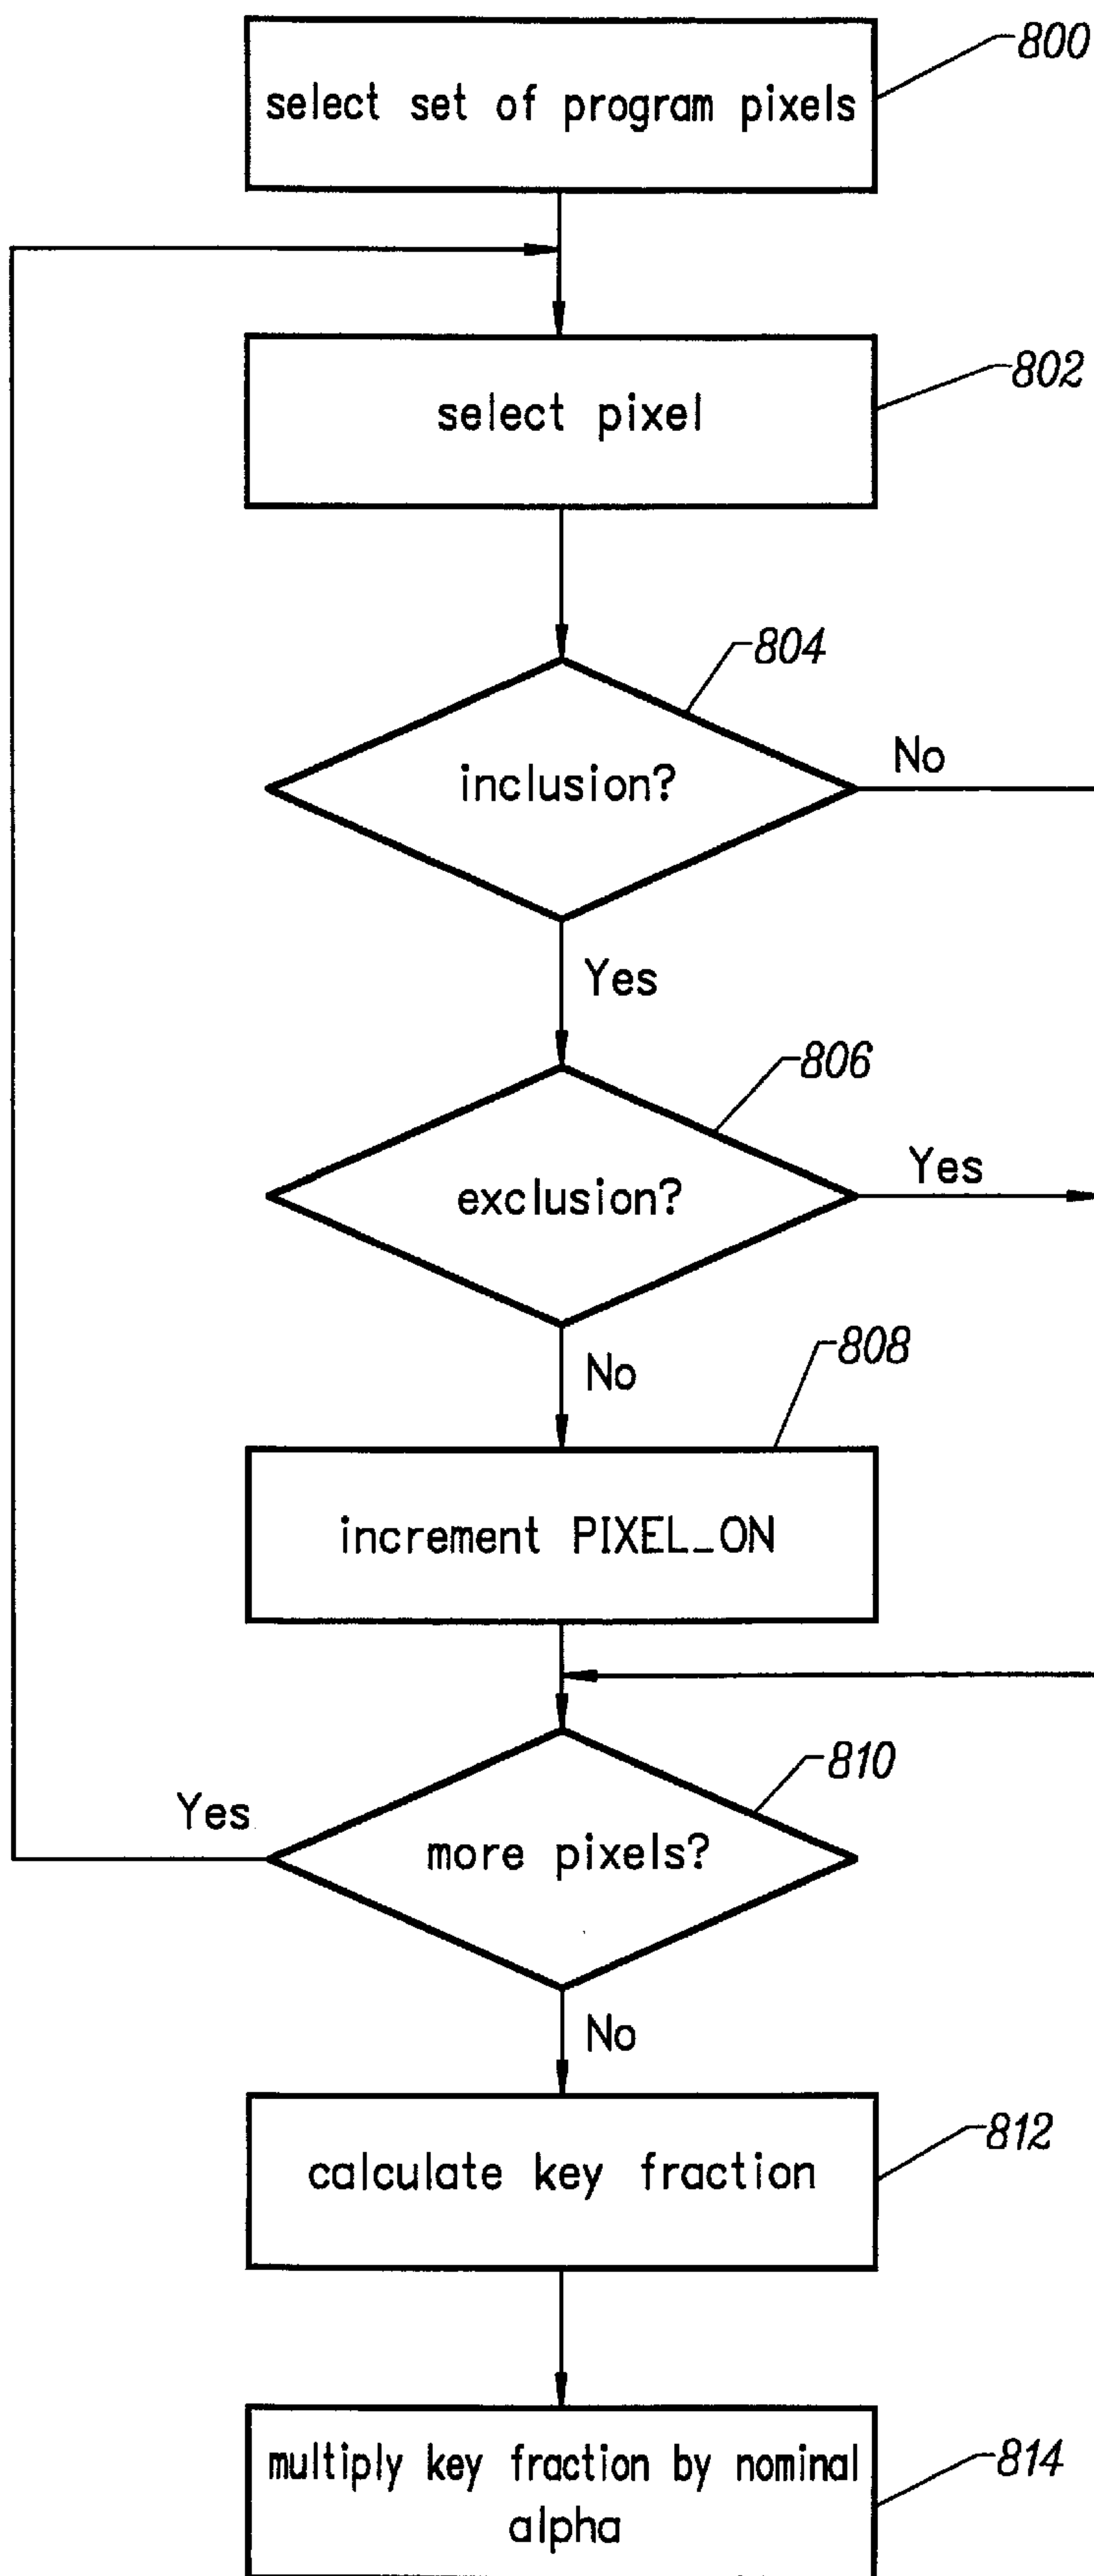 800
select set of program pixels
802
select pixel
804
inclusion?
No
Yes
806
exclusion?
Yes
No
808
increment PIXEL_ON
810
Yes
more pixels?
No
812
calculate key fraction
814
multiply key fraction by nominal
alpha